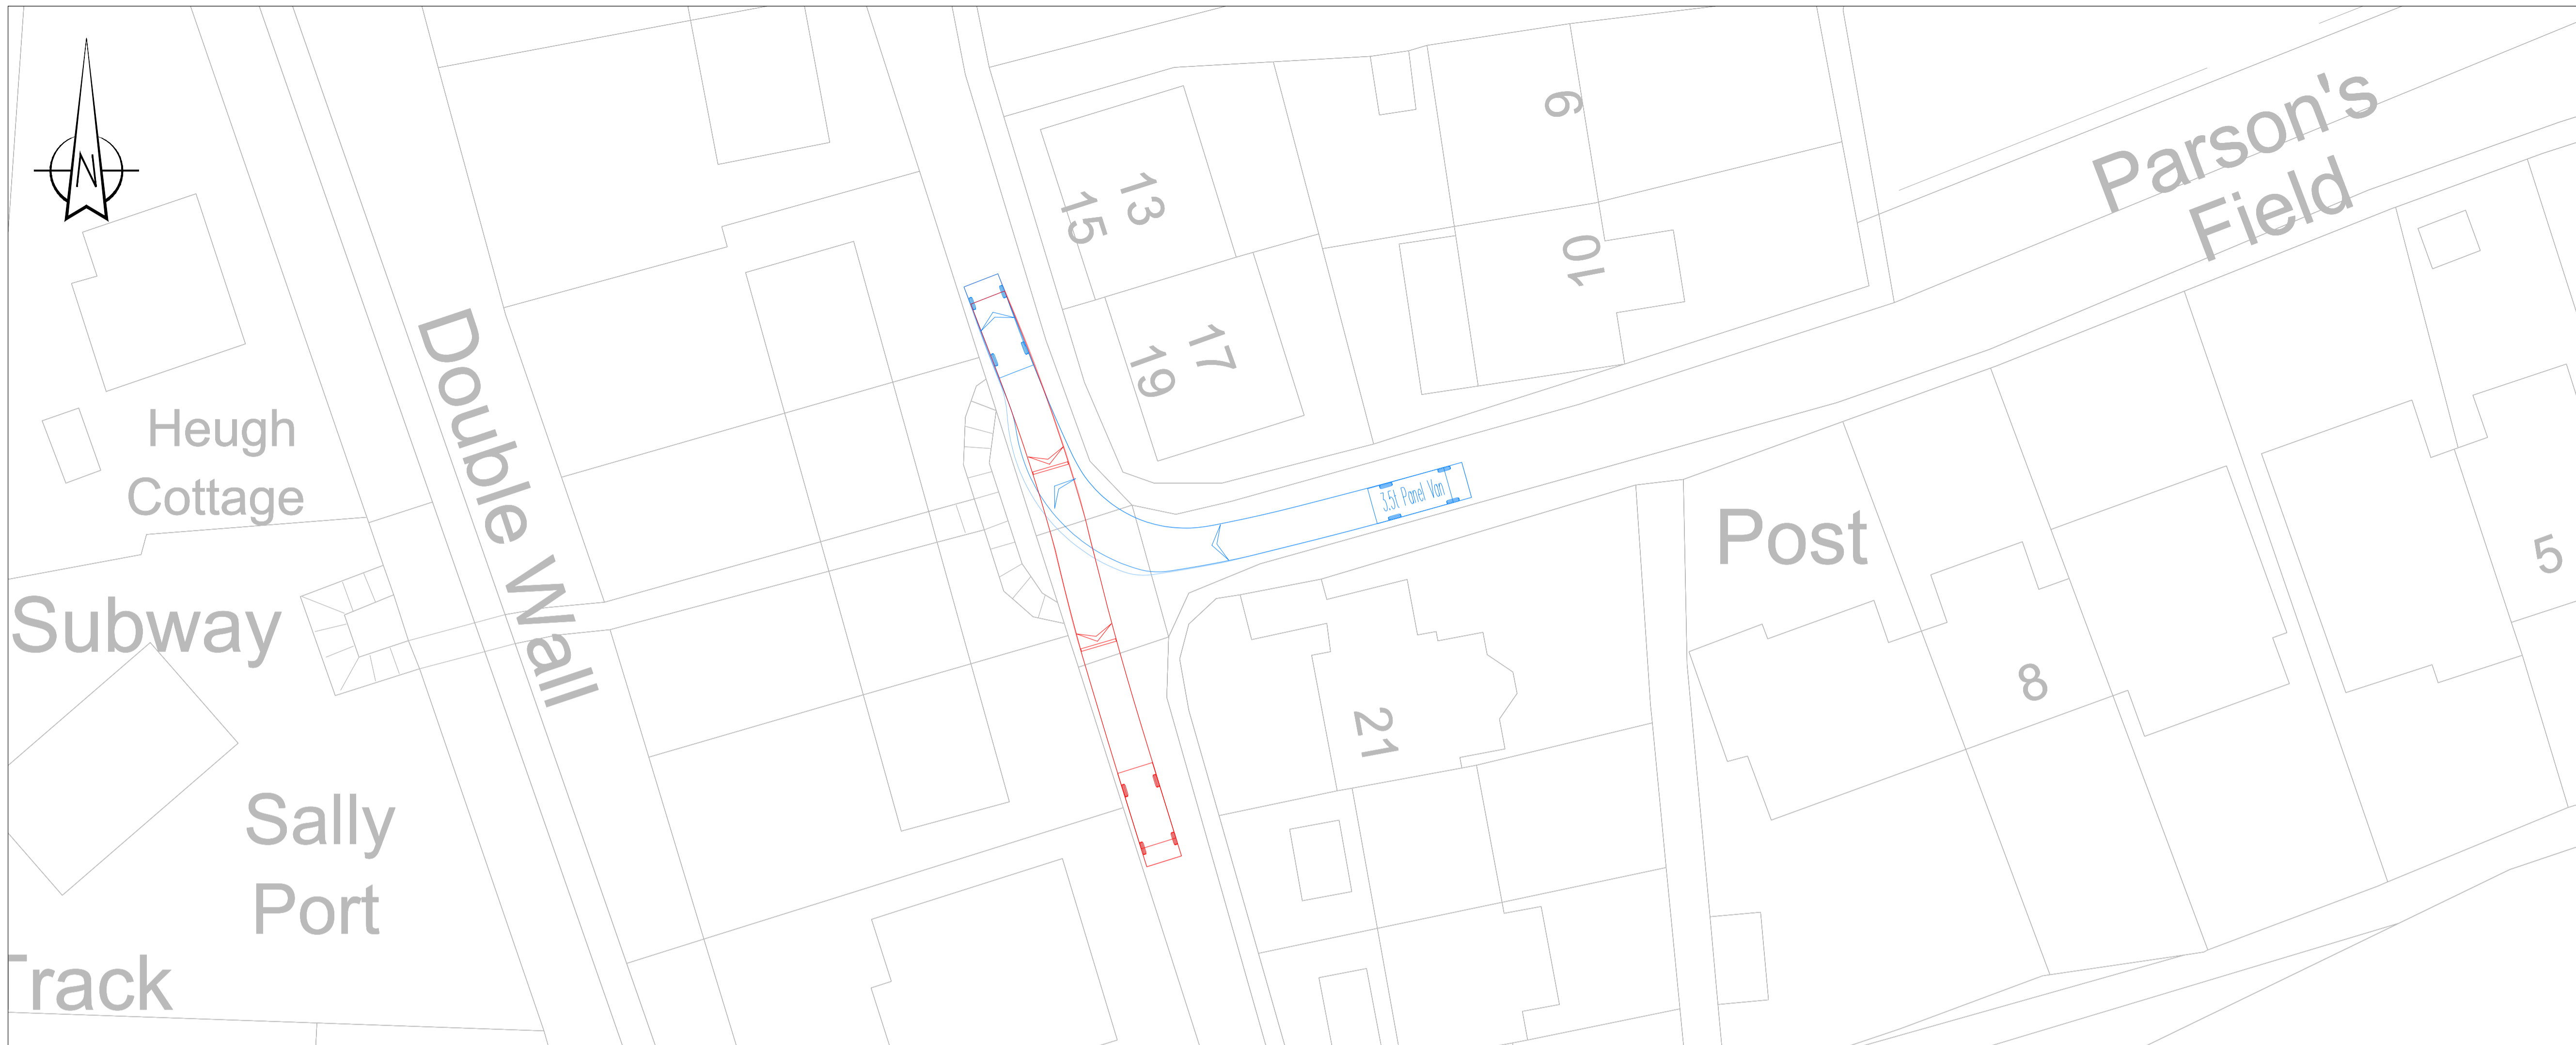 N
Heugh
Cottage
Subway
Sally
Port
Track
Double Wall
13
15
17
19
9
10
Parson's
Field
3.5t Panel Van
Post
21
8
5